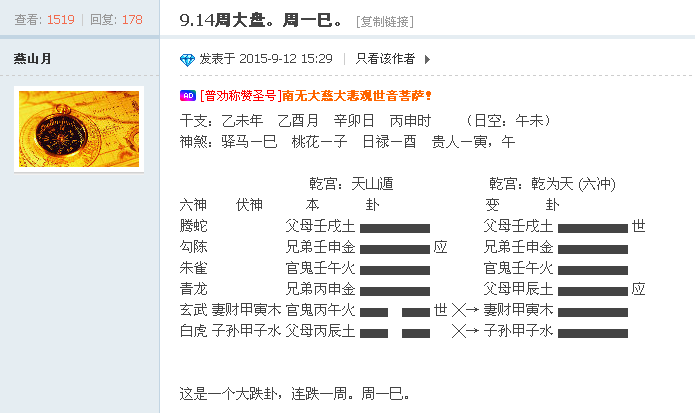 查看: 1519 | 回复: 178
9.14周大盘。周一巳。 [复制链接]
燕山月
发表于 2015-9-12 15:29 | 只看该作者
AD [普劝称赞圣号]南无大慈大悲观世音菩萨!
干支：乙未年 乙酉月 辛卯日 丙申时 （日空：午未）
神煞：驿马—巳 桃花—子 日禄—酉 贵人—寅，午
乾宫：天山遁 乾宫：乾为天 (六冲)
六神 伏神 本 卦 变 卦
腾蛇 父母壬戌土 父母壬戌土 世
勾陈 兄弟壬申金 应 兄弟壬申金
朱雀 官鬼壬午火 官鬼壬午火
青龙 兄弟丙申金 父母甲辰土 应
玄武 妻财甲寅木 官鬼丙午火 世 ╳→ 妻财甲寅木
白虎 子孙甲子水 父母丙辰土 ╳→ 子孙甲子水
这是一个大跌卦，连跌一周。周一巳。